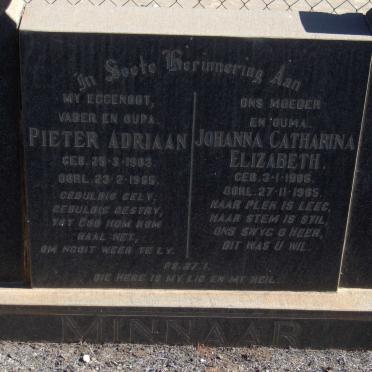 In Soete Herinnering Aan
MY EGGENOOT,
VADER EN OUPA.
PIETER ADRIAAN
GEB. 25-3-1903.
OORL. 23-2-1965.
GEDULDIG GELY,
GEDULDIG GESTRY,
TOT GOD HOM KOM
HAAL HET,
OM NOOIT WEER TE LY.
ONS MOEDER
EN OUMA.
JOHANNA CATHARINA
ELIZABETH.
GEB. 3-1-1906.
OORL. 27-11-1985.
HAAR PLEK IS LEEG,
HAAR STEM IS STIL,
ONS SWYG O HEER,
DIT WAS U WIL.
PS. 27:1.
DIE HERE IS MY LIG EN MY HEIL.
MINNAAR